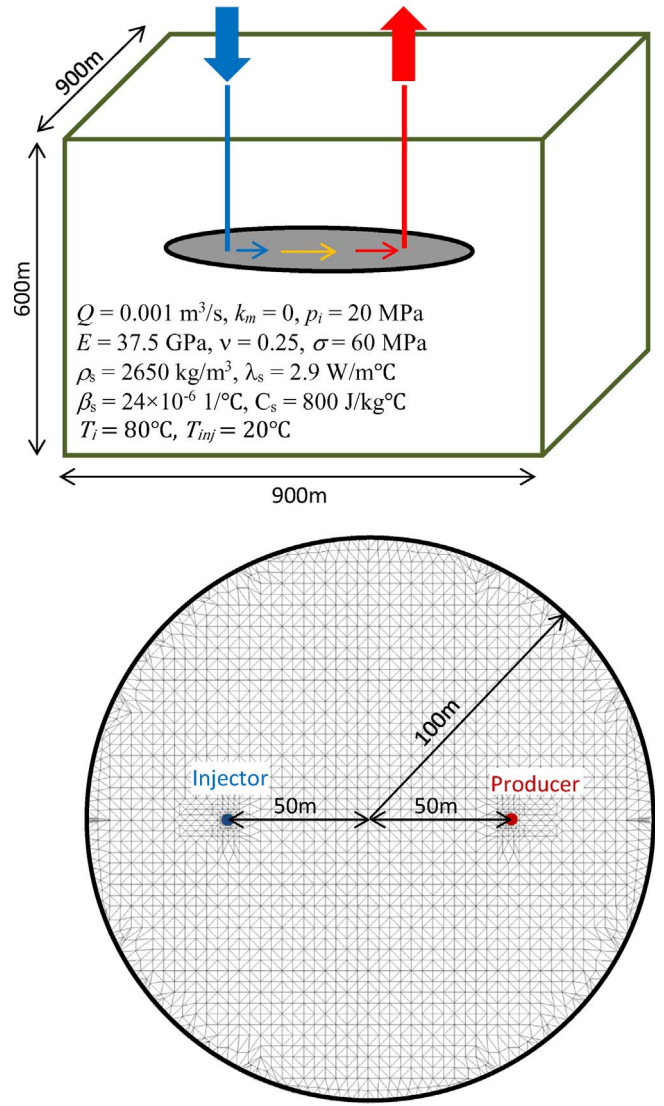 900m
600m
Q = 0.001 m³/s, kₘ = 0, pᵢ = 20 MPa
E = 37.5 GPa, ν = 0.25, σ = 60 MPa
ρₛ = 2650 kg/m³, λₛ = 2.9 W/m°C
βₛ = 24×10⁻⁶ 1/°C, Cₛ = 800 J/kg°C
Tᵢ = 80℃, Tᵢₙⱼ = 20℃
900m
100m
Injector
Producer
50m
50m